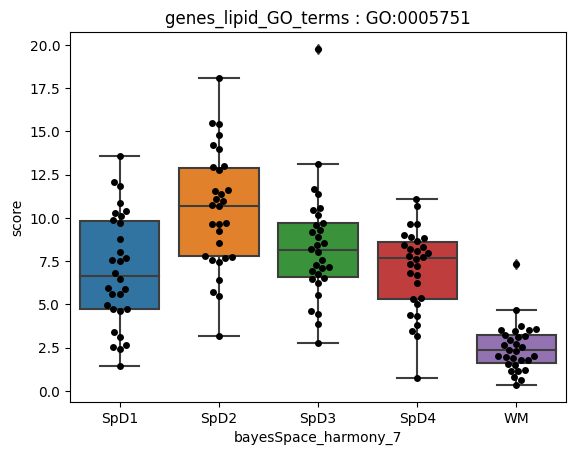 genes_lipid_GO_terms : GO:0005751
20.0
17.5
15.0
12.5
10.0
7.5
5.0
2.5
0.0
score
SpD1 SpD2 SpD3 SpD4 WM
bayesSpace_harmony_7